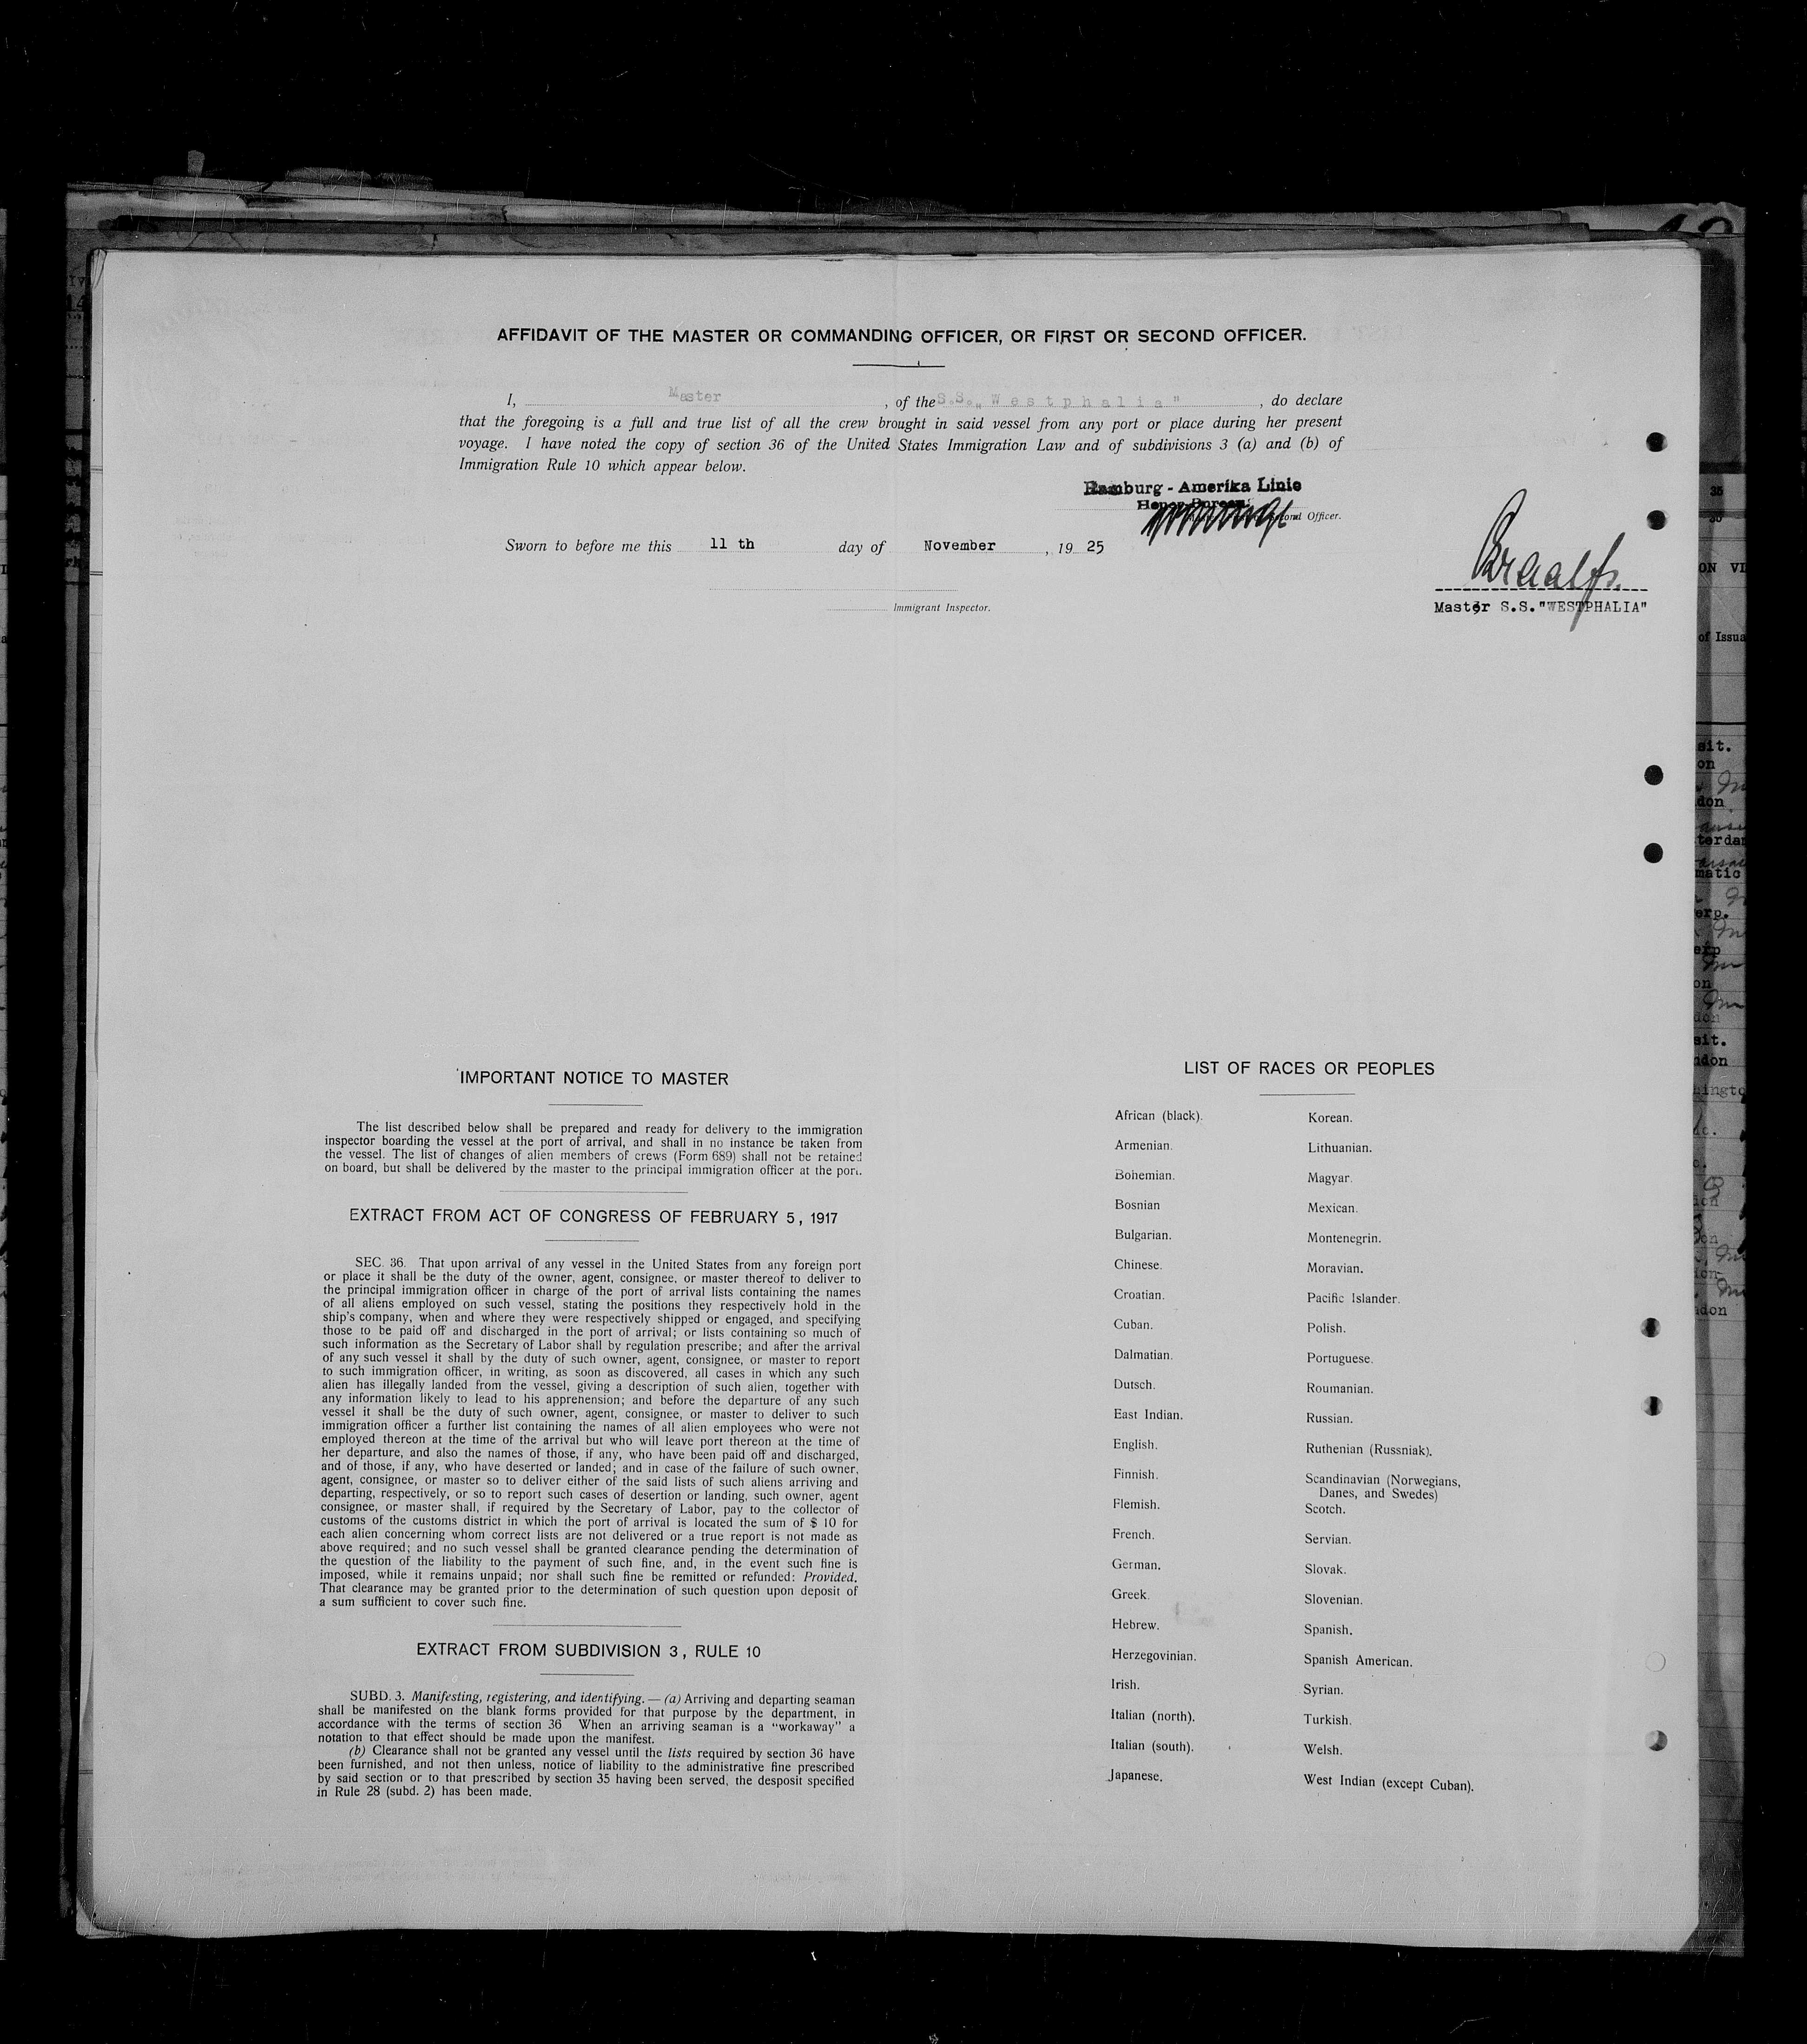 AFFIDAVIT OF THE MASTER OR COMMANDING OFFICER, OR FIRST OR SECOND OFFICER.
I, Master , of the S.S. „Westphalia" , do declare
that the foregoing is a full and true list of all the crew brought in said vessel from any port or place during her present
voyage. I have noted the copy of section 36 of the United States Immigration Law and of subdivisions 3 (a) and (b) of
Immigration Rule 10 which appear below.
Hamburg - Amerika Linie
Second Officer.
Sworn to before me this 11 th day of November , 19 25
Immigrant Inspector.
Master S.S."WESTPHALIA"
IMPORTANT NOTICE TO MASTER
The list described below shall be prepared and ready for delivery to the immigration
inspector boarding the vessel at the port of arrival, and shall in no instance be taken from
the vessel. The list of changes of alien members of crews (Form 689) shall not be retained
on board, but shall be delivered by the master to the principal immigration officer at the port.
EXTRACT FROM ACT OF CONGRESS OF FEBRUARY 5, 1917
SEC. 36. That upon arrival of any vessel in the United States from any foreign port
or place it shall be the duty of the owner, agent, consignee, or master thereof to deliver to
the principal immigration officer in charge of the port of arrival lists containing the names
of all aliens employed on such vessel, stating the positions they respectively hold in the
ship's company, when and where they were respectively shipped or engaged, and specifying
those to be paid off and discharged in the port of arrival; or lists containing so much of
such information as the Secretary of Labor shall by regulation prescribe; and after the arrival
of any such vessel it shall by the duty of such owner, agent, consignee, or master to report
to such immigration officer, in writing, as soon as discovered, all cases in which any such
alien has illegally landed from the vessel, giving a description of such alien, together with
any information likely to lead to his apprenension; and before the departure of any such
vessel it shall be the duty of such owner, agent, consignee, or master to deliver to such
immigration officer a further list containing the names of all alien employees who were not
employed thereon at the time of the arrival but who will leave port thereon at the time of
her departure, and also the names of those, if any, who have been paid off and discharged,
and of those, if any, who have deserted or landed; and in case of the failure of such owner,
agent, consignee, or master so to deliver either of the said lists of such aliens arriving and
departing, respectively, or so to report such cases of desertion or landing, such owner, agent
consignee, or master shall, if required by the Secretary of Labor, pay to the collector of
customs of the customs district in which the port of arrival is located the sum of $ 10 for
each alien concerning whom correct lists are not delivered or a true report is not made as
above required; and no such vessel shall be granted clearance pending the determination of
the question of the liability to the payment of such fine, and, in the event such fine is
imposed, while it remains unpaid; nor shall such fine be remitted or refunded: Provided.
That clearance may be granted prior to the determination of such question upon deposit of
a sum sufficient to cover such fine.
EXTRACT FROM SUBDIVISION 3, RULE 10
SUBD. 3. Manifesting, registering, and identifying. — (a) Arriving and departing seaman
shall be manifested on the blank forms provided for that purpose by the department, in
accordance with the terms of section 36 When an arriving seaman is a "workaway" a
notation to that effect should be made upon the manifest.
(b) Clearance shall not be granted any vessel until the lists required by section 36 have
been furnished, and not then unless, notice of liability to the administrative fine prescribed
by said section or to that prescribed by section 35 having been served, the desposit specified
in Rule 28 (subd. 2) has been made.
LIST OF RACES OR PEOPLES
African (black).
Armenian.
Bohemian.
Bosnian
Bulgarian.
Chinese.
Croatian.
Cuban.
Dalmatian.
Dutsch.
East Indian.
English.
Finnish.
Flemish.
French.
German.
Greek.
Hebrew.
Herzegovinian.
Irish.
Italian (north).
Italian (south).
Japanese.
Korean.
Lithuanian.
Magyar.
Mexican.
Montenegrin.
Moravian.
Pacific Islander.
Polish.
Portuguese.
Roumanian.
Russian.
Ruthenian (Russniak).
Scandinavian (Norwegians,
Danes, and Swedes)
Scotch.
Servian.
Slovak.
Slovenian.
Spanish.
Spanish American.
Syrian.
Turkish.
Welsh.
West Indian (except Cuban).